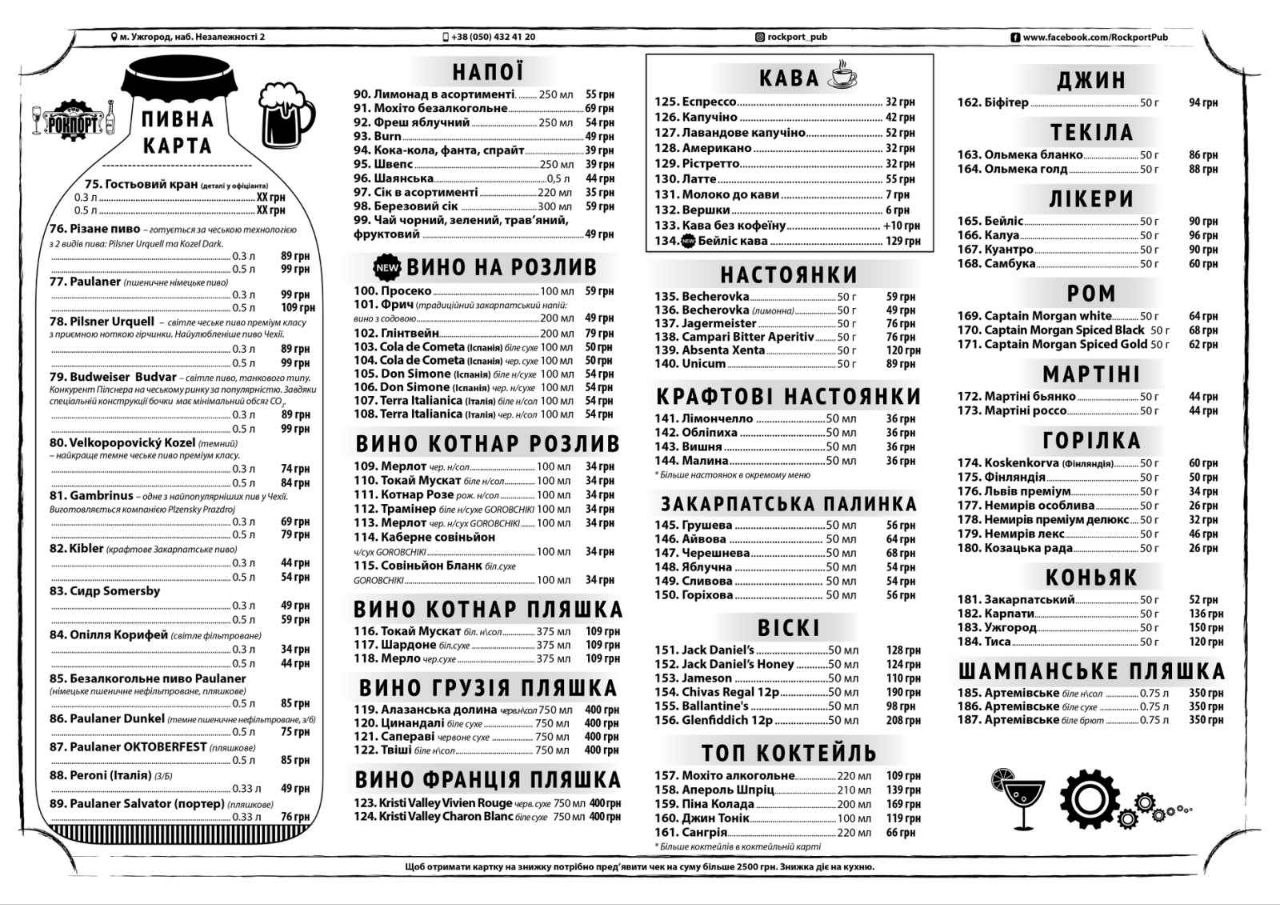 м. Ужгород, наб. Незалежності 2
+38 (050) 432 41 20
rockport_pub
www.facebook.com/RockportPub
РОКПОРТ
ПИВНА
КАРТА
75. Гостьовий кран (деталі у офіціанта)
0.3 л XX грн
0.5 л XX грн
76. Різане пиво – готується за чеською технологією
з 2 видів пива: Pilsner Urquell та Kozel Dark.
0.3 л 89 грн
0.5 л 99 грн
77. Paulaner (пшеничне німецьке пиво)
0.3 л 99 грн
0.5 л 109 грн
78. Pilsner Urquell – світле чеське пиво преміум класу
з приємною ноткою гірчинки. Найулюбленіше пиво Чехії.
0.3 л 89 грн
0.5 л 99 грн
79. Budweiser Budvar – світле пиво, танкового типу.
Конкурент Пілснера на чеському ринку за популярністю. Завдяки
спеціальній конструкції бочки має мінімальний обсяг CO2.
0.3 л 89 грн
0.5 л 99 грн
80. Velkopopovický Kozel (темний)
– найкраще темне чеське пиво преміум класу.
0.3 л 74 грн
0.5 л 84 грн
81. Gambrinus – одне з найпопулярніших пив у Чехії.
Виготовляється компанією Plzensky Prazdroj
0.3 л 69 грн
0.5 л 79 грн
82. Kibler (крафтове Закарпатське пиво)
0.3 л 44 грн
0.5 л 54 грн
83. Сидр Somersby
0.3 л 49 грн
0.5 л 59 грн
84. Опілля Корифей (світле фільтроване)
0.3 л 34 грн
0.5 л 44 грн
85. Безалкогольне пиво Paulaner
(німецьке пшеничне нефільтроване, пляшкове)
0.5 л 85 грн
86. Paulaner Dunkel (темне пшеничне нефільтроване, з/б)
0.5 л 75 грн
87. Paulaner OKTOBERFEST (пляшкове)
0.5 л 85 грн
88. Peroni (Італія) (З/Б)
0.33 л 49 грн
89. Paulaner Salvator (портер) (пляшкове)
0.33 л 76 грн
НАПОЇ
90. Лимонад в асортименті. 250 мл 55 грн
91. Мохіто безалкогольне 69 грн
92. Фреш яблучний 250 мл 54 грн
93. Burn 49 грн
94. Кока-кола, фанта, спрайт 39 грн
95. Швепс 250 мл 39 грн
96. Шаянська 0,5 л 44 грн
97. Сік в асортименті 220 мл 35 грн
98. Березовий сік 300 мл 59 грн
99. Чай чорний, зелений, трав’яний,
фруктовий 49 грн
NEW ВИНО НА РОЗЛИВ
100. Просеко 100 мл 59 грн
101. Фрич (традиційний закарпатський напій:
вино з содовою) 200 мл 49 грн
102. Глінтвейн 200 мл 79 грн
103. Cola de Cometa (Іспанія) біле сухе 100 мл 50 грн
104. Cola de Cometa (Іспанія) чер. сухе 100 мл 50 грн
105. Don Simone (Іспанія) біле н/сухе 100 мл 54 грн
106. Don Simone (Іспанія) чер. н/сухе 100 мл 54 грн
107. Terra Italianica (Італія) біле н/сол 100 мл 54 грн
108. Terra Italianica (Італія) чер. н/сол 100 мл 54 грн
ВИНО КОТНАР РОЗЛИВ
109. Мерлот чер. н/сол. 100 мл 34 грн
110. Токай Мускат біле н/сол 100 мл 34 грн
111. Котнар Розе рож. н/сол 100 мл 34 грн
112. Трамінер біле н/сухе GOROBCHIKI 100 мл 34 грн
113. Мерлот чер. н/сух GOROBCHIKI 100 мл 34 грн
114. Каберне совіньйон
ч/сух GOROBCHIKI 100 мл 34 грн
115. Совіньйон Бланк біл.сухе
GOROBCHIKI 100 мл 34 грн
ВИНО КОТНАР ПЛЯШКА
116. Токай Мускат біл. н\сол 375 мл 109 грн
117. Шардоне біл.сухе 375 мл 109 грн
118. Мерло чер.сухе 375 мл 109 грн
ВИНО ГРУЗІЯ ПЛЯШКА
119. Алазанська долина черв.н\сол 750 мл 400 грн
120. Цинандалі біле сухе 750 мл 400 грн
121. Сапераві червоне сухе 750 мл 400 грн
122. Твіші біле н\сол 750 мл 400 грн
ВИНО ФРАНЦІЯ ПЛЯШКА
123. Kristi Valley Vivien Rouge черв. сухе 750 мл 400 грн
124. Kristi Valley Charon Blanc біле сухе 750 мл 400 грн
КАВА
125. Еспрессо 32 грн
126. Капучіно 42 грн
127. Лавандове капучіно 52 грн
128. Американо 32 грн
129. Рістретто 32 грн
130. Латте 55 грн
131. Молоко до кави 7 грн
132. Вершки 6 грн
133. Кава без кофеїну +10 грн
134. NEW Бейліс кава 129 грн
НАСТОЯНКИ
135. Becherovka 50 г 59 грн
136. Becherovka (лимонна) 50 г 49 грн
137. Jagermeister 50 г 76 грн
138. Campari Bitter Aperitiv 50 г 76 грн
139. Absenta Xenta 50 г 120 грн
140. Unicum 50 г 89 грн
КРАФТОВІ НАСТОЯНКИ
141. Лімончелло 50 мл 36 грн
142. Обліпиха 50 мл 36 грн
143. Вишня 50 мл 36 грн
144. Малина 50 мл 36 грн
* Більше настоянок в окремому меню
ЗАКАРПАТСЬКА ПАЛИНКА
145. Грушева 50 мл 56 грн
146. Айвова 50 мл 64 грн
147. Черешнева 50 мл 68 грн
148. Яблучна 50 мл 54 грн
149. Сливова 50 мл 54 грн
150. Горіхова 50 мл 56 грн
ВІСКІ
151. Jack Daniel’s 50 мл 128 грн
152. Jack Daniel’s Honey 50 мл 124 грн
153. Jameson 50 мл 110 грн
154. Chivas Regal 12p 50 мл 190 грн
155. Ballantine's 50 мл 98 грн
156. Glenfiddich 12p 50 мл 208 грн
ТОП КОКТЕЙЛЬ
157. Мохіто алкогольне 220 мл 109 грн
158. Апероль Шпріц 210 мл 139 грн
159. Піна Колада 200 мл 169 грн
160. Джин Тонік 100 мл 119 грн
161. Сангрія 220 мл 66 грн
* Більше коктейлів в коктейльній карті
ДЖИН
162. Біфітер 50 г 94 грн
ТЕКІЛА
163. Ольмека бланко 50 г 86 грн
164. Ольмека голд 50 г 88 грн
ЛІКЕРИ
165. Бейліс 50 г 90 грн
166. Калуа 50 г 96 грн
167. Куантро 50 г 90 грн
168. Самбука 50 г 60 грн
РОМ
169. Captain Morgan white 50 г 64 грн
170. Captain Morgan Spiced Black 50 г 68 грн
171. Captain Morgan Spiced Gold 50 г 62 грн
МАРТІНІ
172. Мартіні бьянко 50 г 44 грн
173. Мартіні россо 50 г 44 грн
ГОРІЛКА
174. Koskenkorva (Фінляндія) 50 г 60 грн
175. Фінляндія 50 г 50 грн
176. Львів преміум 50 г 34 грн
177. Немирів особлива 50 г 26 грн
178. Немирів преміум делюкс 50 г 32 грн
179. Немирів лекс 50 г 46 грн
180. Козацька рада 50 г 26 грн
КОНЬЯК
181. Закарпатський 50 г 52 грн
182. Карпати 50 г 136 грн
183. Ужгород 50 г 150 грн
184. Тиса 50 г 120 грн
ШАМПАНСЬКЕ ПЛЯШКА
185. Артемівське біле н\сол 0.75 л 350 грн
186. Артемівське біле сухе 0.75 л 350 грн
187. Артемівське біле брют 0.75 л 350 грн
Щоб отримати картку на знижку потрібно пред’явити чек на суму більше 2500 грн. Знижка діє на кухню.